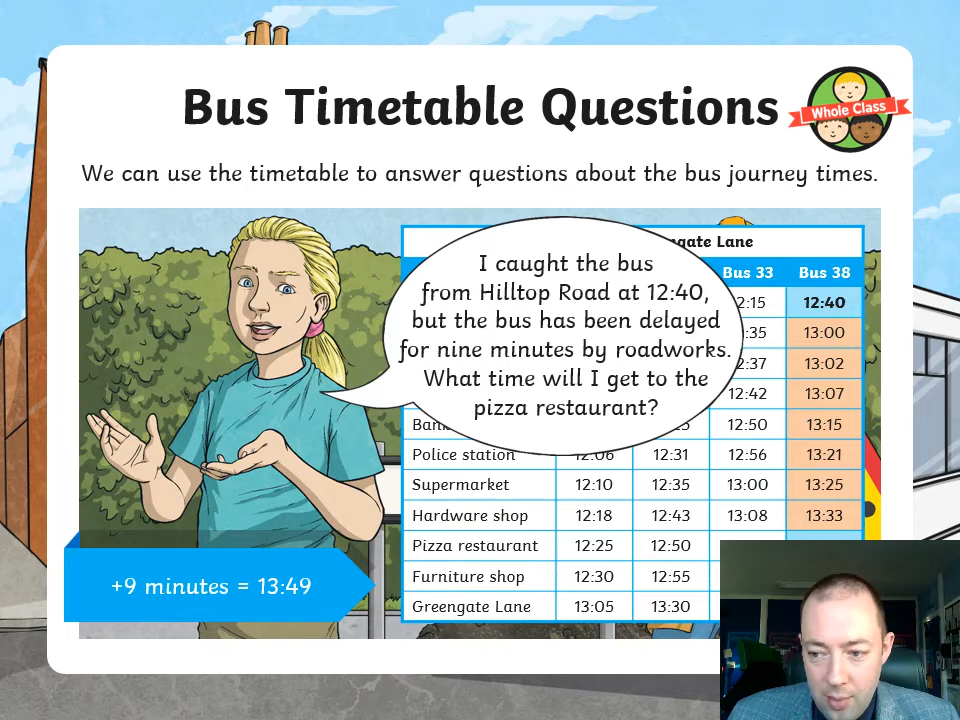 Bus Timetable Questions
Whole Class
We can use the timetable to answer questions about the bus journey times.
I caught the bus
from Hilltop Road at 12:40,
but the bus has been delayed
for nine minutes by roadworks.
What time will I get to the
pizza restaurant?
Lane
Bus 33 Bus 38
12:40
13:00
13:02
12:42 13:07
12:50 13:15
Police station 12:06 12:31 12:56 13:21
Supermarket 12:10 12:35 13:00 13:25
Hardware shop 12:18 12:43 13:08 13:33
Pizza restaurant 12:25 12:50
Furniture shop 12:30 12:55
Greengate Lane 13:05 13:30
+9 minutes = 13:49